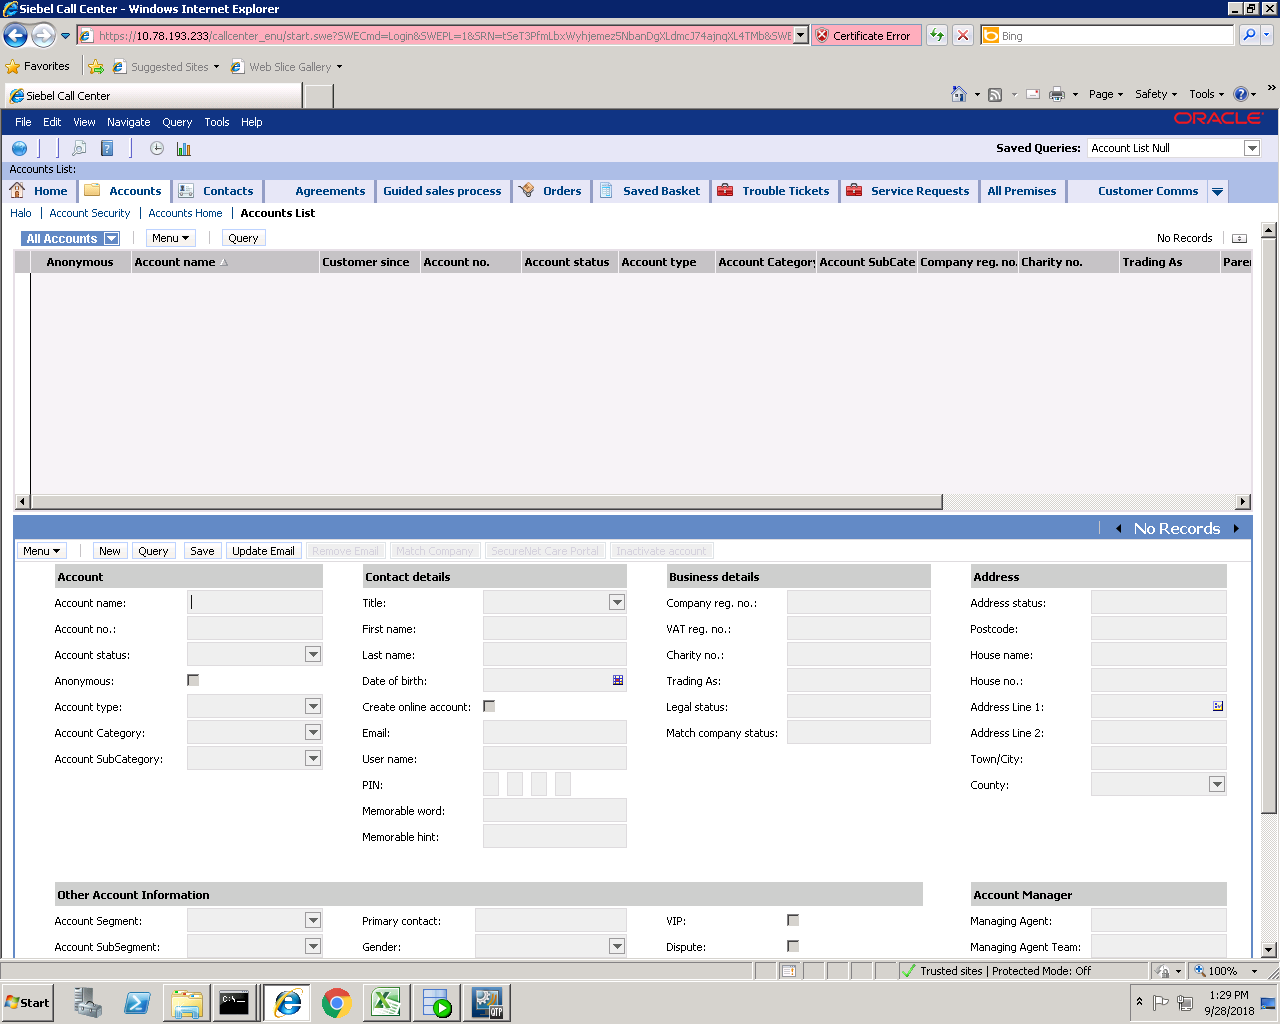 Siebel Call Center - Windows Internet Explorer
https://10.78.193.233/callcenter_enu/start.swe?SWECmd=Login&SWEPL=1&SRN=
Certificate Error
Bing
Favorites
Suggested Sites
Web Slice Gallery
Siebel Call Center
Page
Safety
Tools
File Edit View Navigate Query Tools Help
ORACLE
Saved Queries: Account List Null
Accounts List:
Home Accounts Contacts Agreements Guided sales process Orders Saved Basket Trouble Tickets Service Requests All Premises Customer Comms
Halo | Account Security | Accounts Home | Accounts List
All Accounts Menu Query No Records
Anonymous Account name Customer since Account no. Account status Account type Account Category Account SubCate Company reg. no. Charity no. Trading As Pare
No Records
Menu New Query Save Update Email Remove Email Match Company SecureNet Care Portal Inactivate account
Account Contact details Business details Address
Account name: Title: Company reg. no.: Address status:
Account no.: First name: VAT reg. no.: Postcode:
Account status: Last name: Charity no.: House name:
Anonymous: Date of birth: Trading As: House no.:
Account type: Create online account: Legal status: Address Line 1:
Account Category: Email: Match company status: Address Line 2:
Account SubCategory: User name: Town/City:
PIN: County:
Memorable word:
Memorable hint:
Other Account Information Account Manager
Account Segment: Primary contact: VIP: Managing Agent:
Account SubSegment: Gender: Dispute: Managing Agent Team:
Trusted sites | Protected Mode: Off
100%
Start
C:\
QTP
1:29 PM
9/28/2018